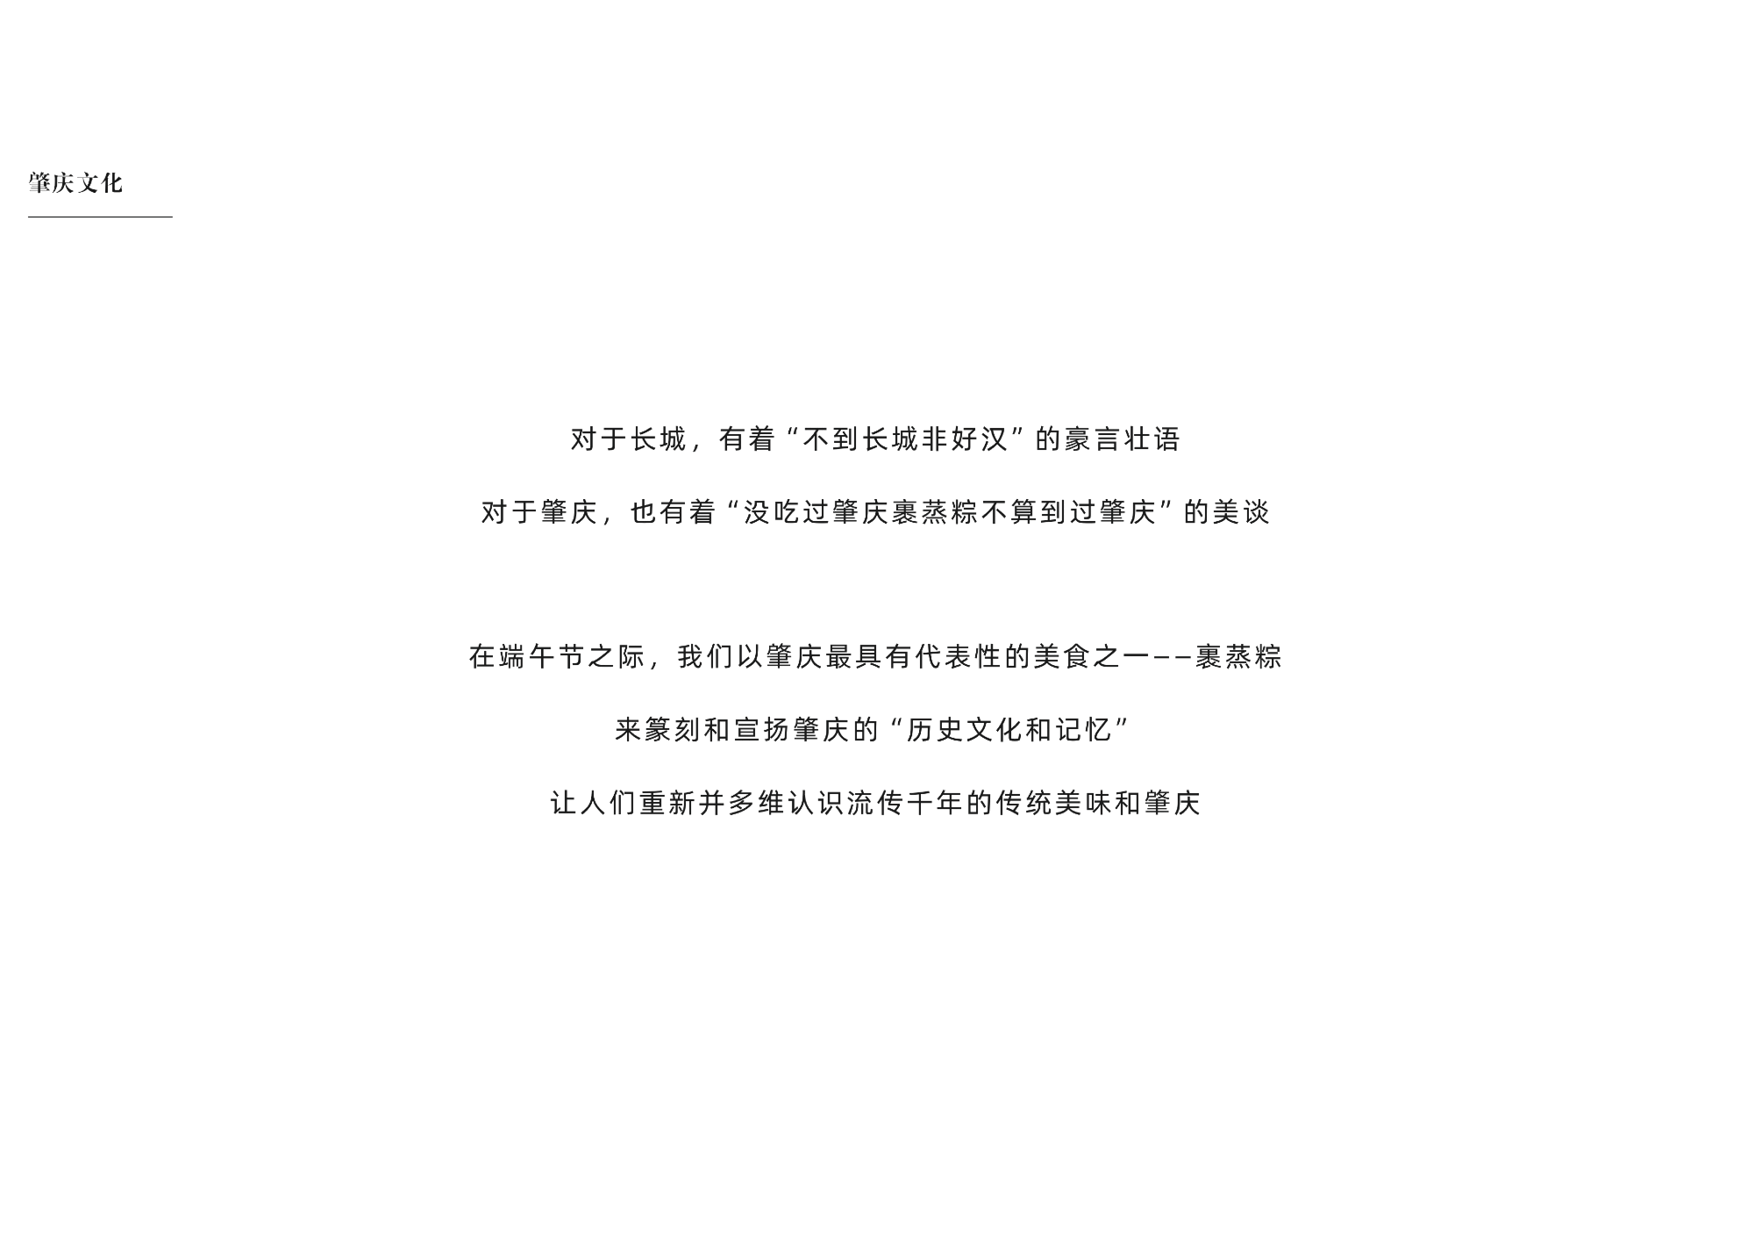 肇庆文化
对于长城，有着“不到长城非好汉”的豪言壮语
对于肇庆，也有着“没吃过肇庆裹蒸粽不算到过肇庆”的美谈
在端午节之际，我们以肇庆最具有代表性的美食之一——裹蒸粽
来篆刻和宣扬肇庆的“历史文化和记忆”
让人们重新并多维认识流传千年的传统美味和肇庆